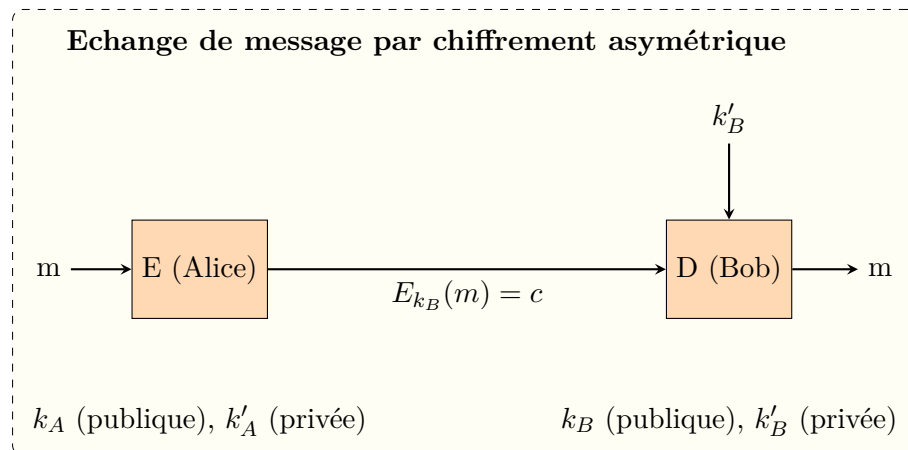 Echange de message par chiffrement asymétrique
k'_B
m E (Alice) D (Bob) m
E_{k_B}(m) = c
k_A (publique), k'_A (privée) k_B (publique), k'_B (privée)